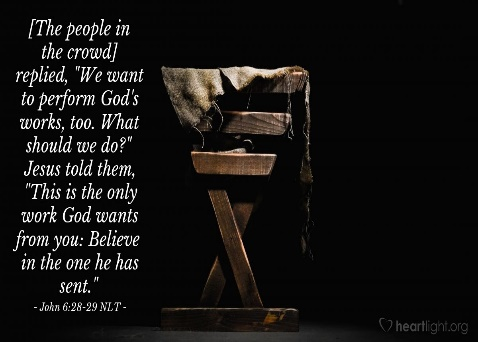 [The people in
the crowd]
replied, "We want
to perform God's
works, too. What
should we do?"
Jesus told them,
"This is the only
work God wants
from you: Believe
in the one he has
sent."
- John 6:28-29 NLT -
heartlight.org